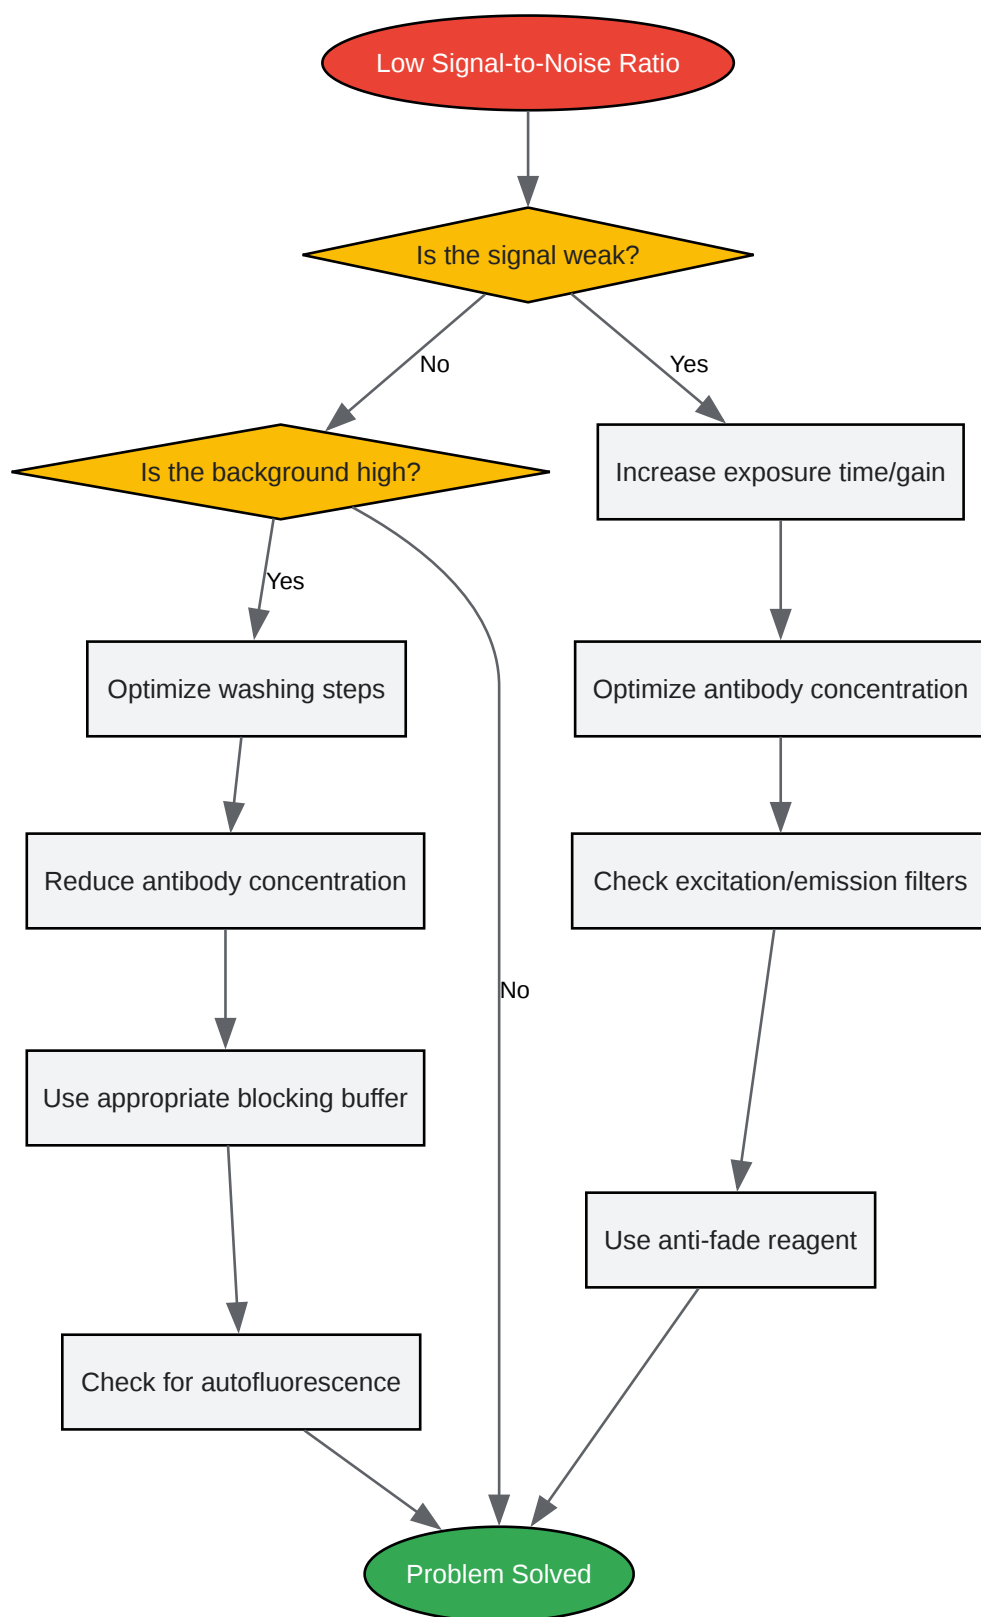 Low Signal-to-Noise Ratio
Is the signal weak?
No
Yes
Is the background high?
Increase exposure time/gain
Yes
Optimize washing steps
Optimize antibody concentration
Reduce antibody concentration
Check excitation/emission filters
No
Use appropriate blocking buffer
Use anti-fade reagent
Check for autofluorescence
Problem Solved